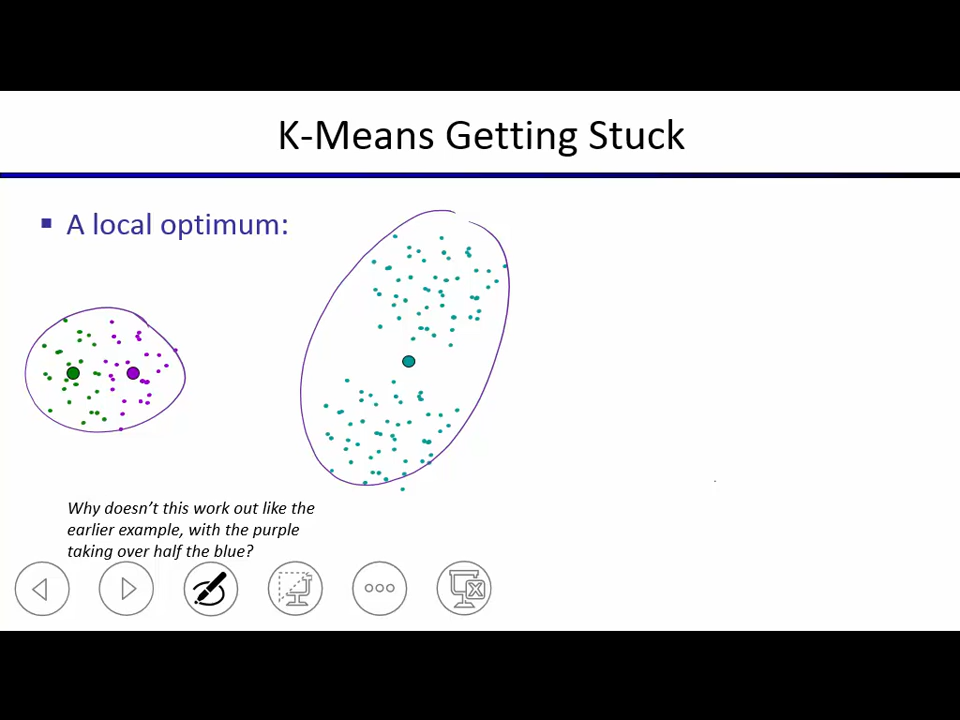 K-Means Getting Stuck
▪ A local optimum:
Why doesn't this work out like the
earlier example, with the purple
taking over half the blue?